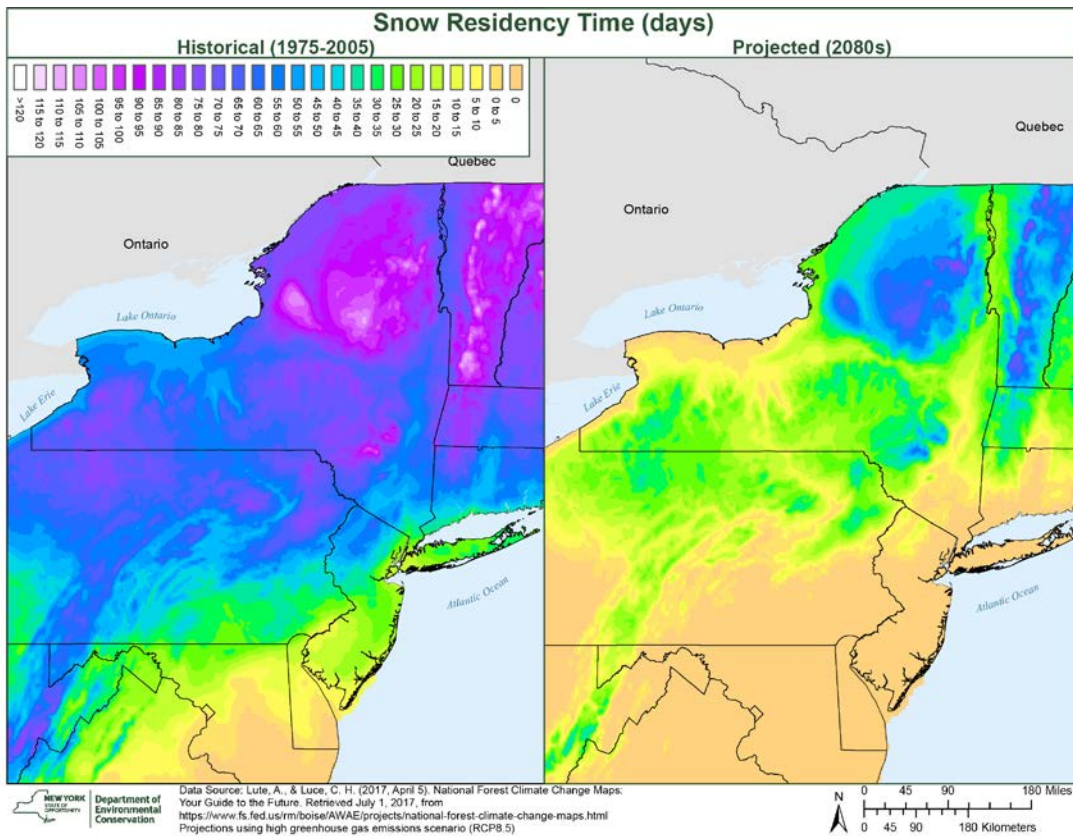 Snow Residency Time (days)
Historical (1975-2005)
Projected (2080s)
>120
115 to 120
110 to 115
105 to 110
100 to 105
95 to 100
90 to 95
85 to 90
80 to 85
75 to 80
70 to 75
65 to 70
60 to 65
55 to 60
50 to 55
45 to 50
40 to 45
35 to 40
30 to 35
25 to 30
20 to 25
15 to 20
10 to 15
5 to 10
0 to 5
0
Quebec
Ontario
Lake Ontario
Lake Erie
Atlantic Ocean
Quebec
Ontario
Lake Ontario
Lake Erie
Atlantic Ocean
NEW YORK
STATE OF
OPPORTUNITY
Department of
Environmental
Conservation
Data Source: Lute, A., & Luce, C. H. (2017, April 5). National Forest Climate Change Maps:
Your Guide to the Future. Retrieved July 1, 2017, from
https://www.fs.fed.us/rm/boise/AWAE/projects/national-forest-climate-change-maps.html
Projections using high greenhouse gas emissions scenario (RCP8.5)
N
0 45 90 180 Miles
0 45 90 180 Kilometers